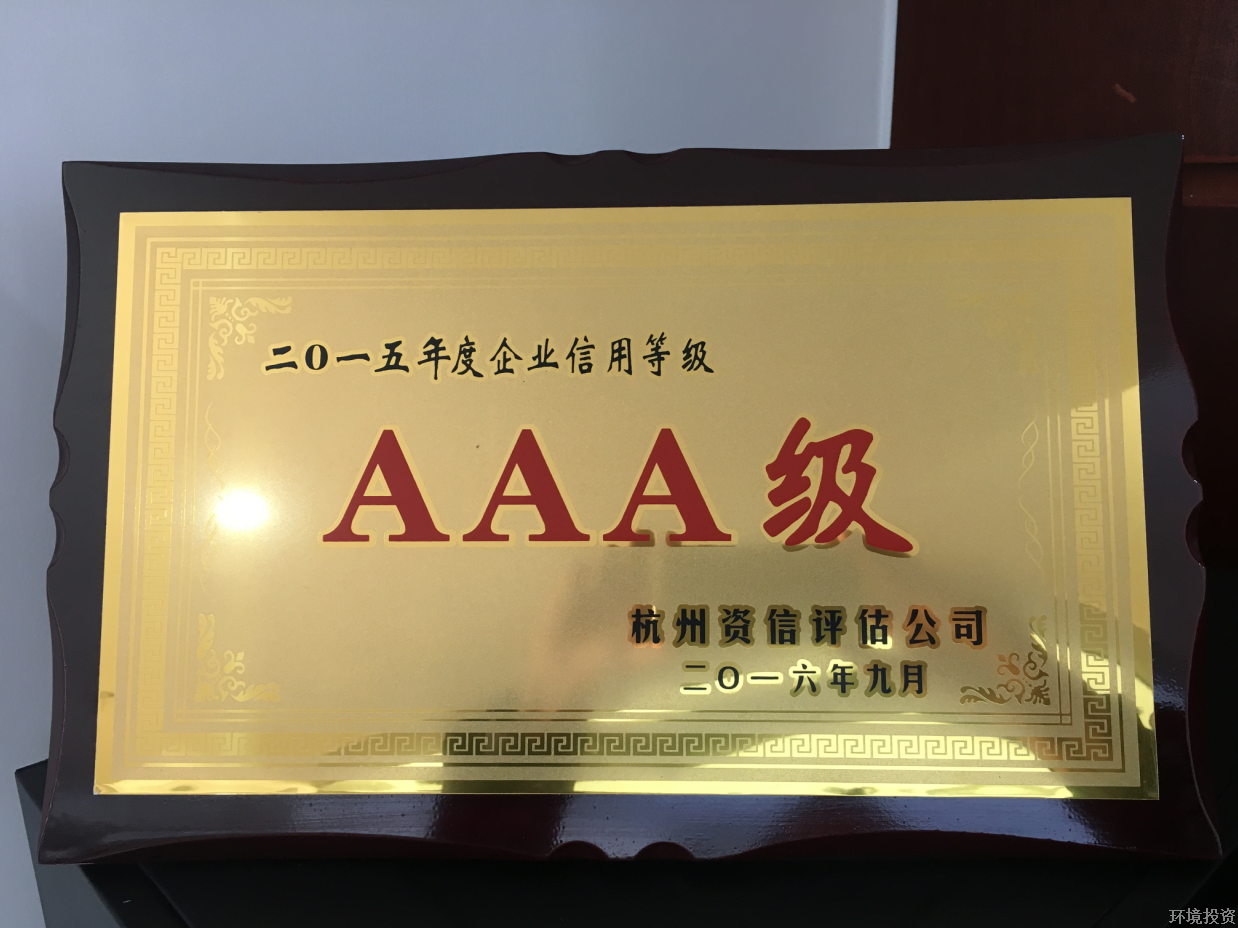 二〇一五年度企业信用等级
AAA级
杭州资信评估公司
二〇一六年九月
环境投资